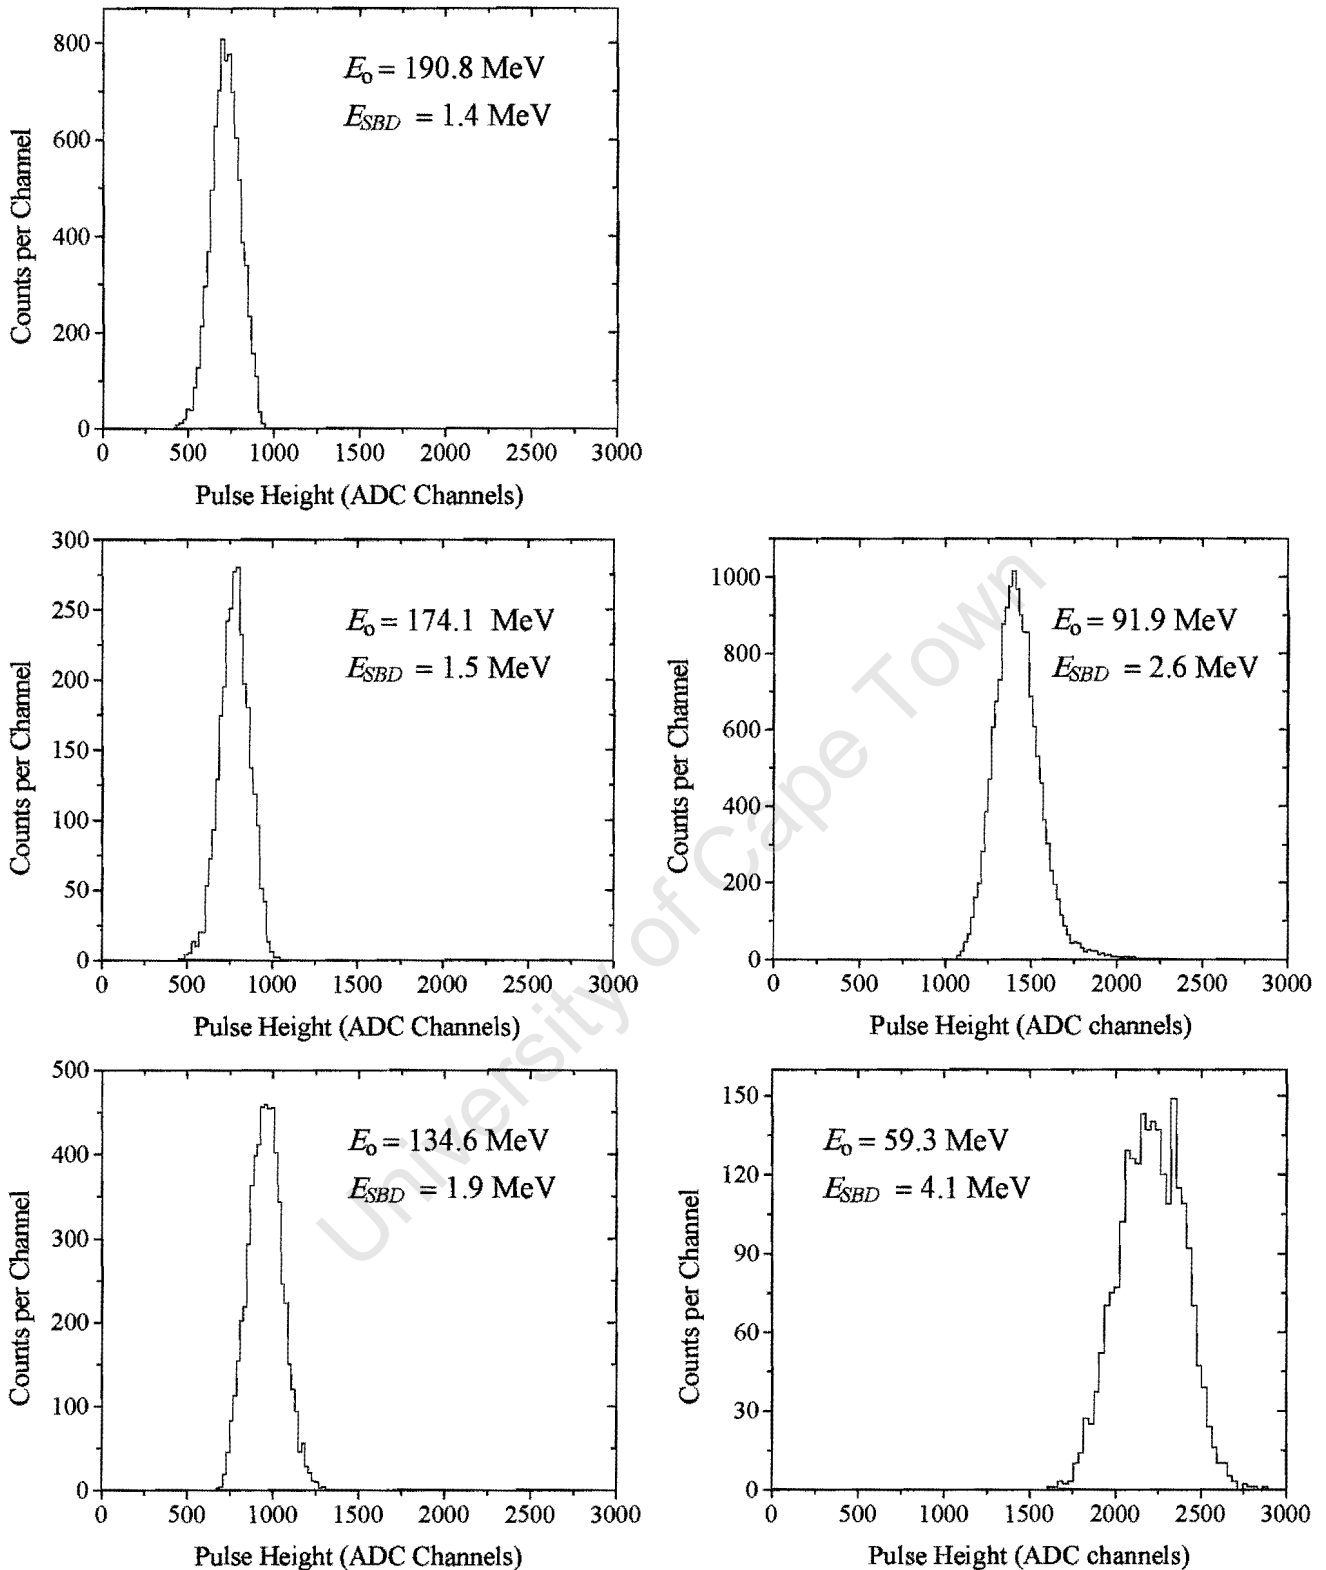 800
600
400
200
0
Counts per Channel
E₀ = 190.8 MeV
E_SBD = 1.4 MeV
0 500 1000 1500 2000 2500 3000
Pulse Height (ADC Channels)
300
250
200
150
100
50
0
Counts per Channel
E₀ = 174.1 MeV
E_SBD = 1.5 MeV
0 500 1000 1500 2000 2500 3000
Pulse Height (ADC Channels)
1000
800
600
400
200
0
Counts per Channel
E₀ = 91.9 MeV
E_SBD = 2.6 MeV
0 500 1000 1500 2000 2500 3000
Pulse Height (ADC channels)
500
400
300
200
100
0
Counts per Channel
E₀ = 134.6 MeV
E_SBD = 1.9 MeV
0 500 1000 1500 2000 2500 3000
Pulse Height (ADC Channels)
150
120
90
60
30
0
Counts per Channel
E₀ = 59.3 MeV
E_SBD = 4.1 MeV
0 500 1000 1500 2000 2500 3000
Pulse Height (ADC channels)
University of Cape Town